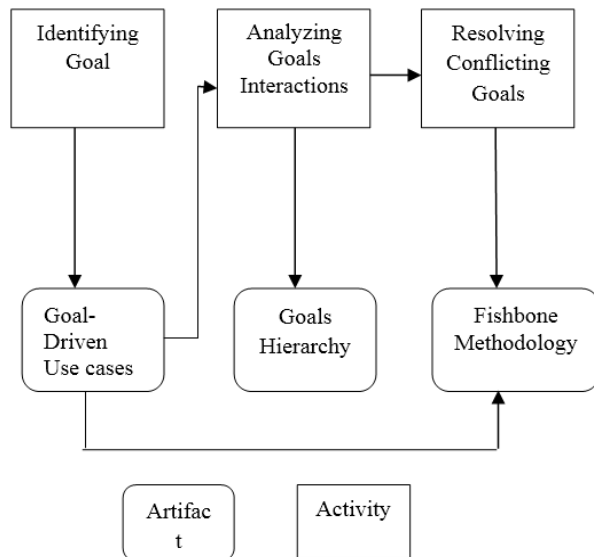 Identifying
Goal
Analyzing
Goals
Interactions
Resolving
Conflicting
Goals
Goal-
Driven
Use cases
Goals
Hierarchy
Fishbone
Methodology
Artifac
t
Activity